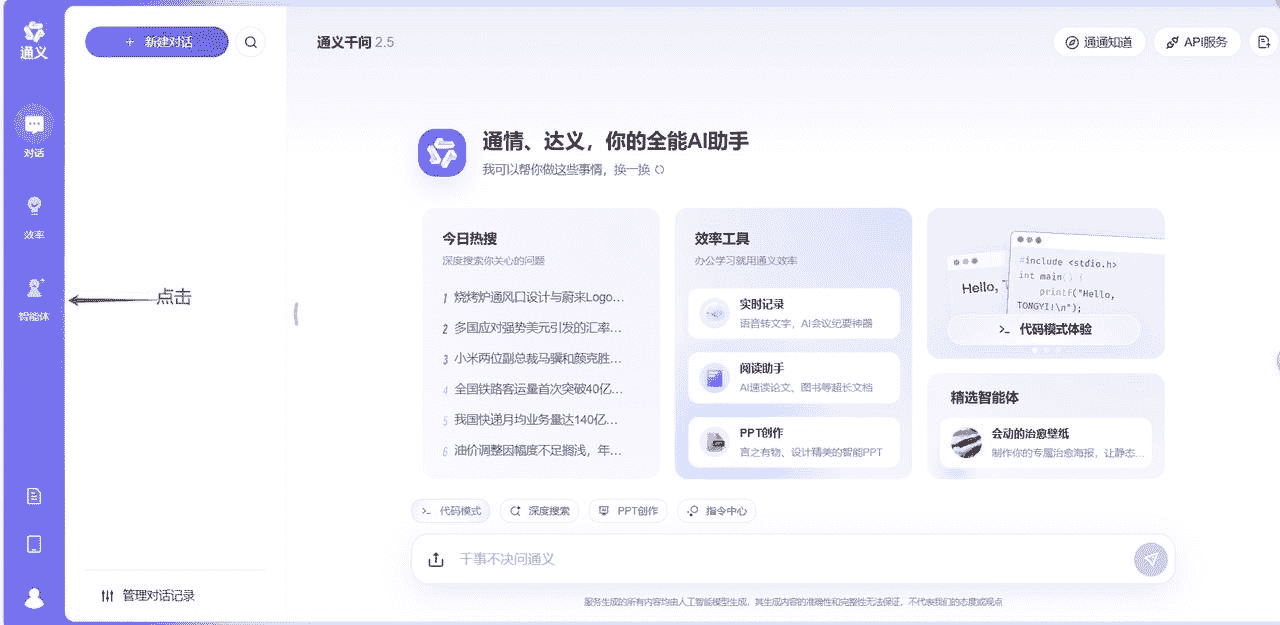 通义
对话
效率
智能体
点击
+ 新建对话
管理对话记录
通义千问 2.5
通通知道
API服务
通情、达义，你的全能AI助手
我可以帮你做这些事情，换一换
今日热搜
深度搜索你关心的问题
1 烧烤炉通风口设计与蔚来Logo...
2 多国应对强势美元引发的汇率...
3 小米两位副总裁马骥和颜克胜...
4 全国铁路客运量首次突破40亿...
5 我国快递月均业务量达140亿...
6 油价调整因幅度不足搁浅，年...
效率工具
办公学习就用通义效率
实时记录
语音转文字，AI会议纪要神器
阅读助手
AI速读论文、图书等超长文档
PPT创作
言之有物、设计精美的智能PPT
Hello,
#include <stdio.h>
int main() {
printf("Hello,
TONGYI!\n");
>_ 代码模式体验
精选智能体
会动的治愈壁纸
制作你的专属治愈海报，让静态...
>_ 代码模式
深度搜索
PPT创作
指令中心
千事不决问通义
服务生成的所有内容均由人工智能模型生成，其生成内容的准确性和完整性无法保证，不代表我们的态度或观点